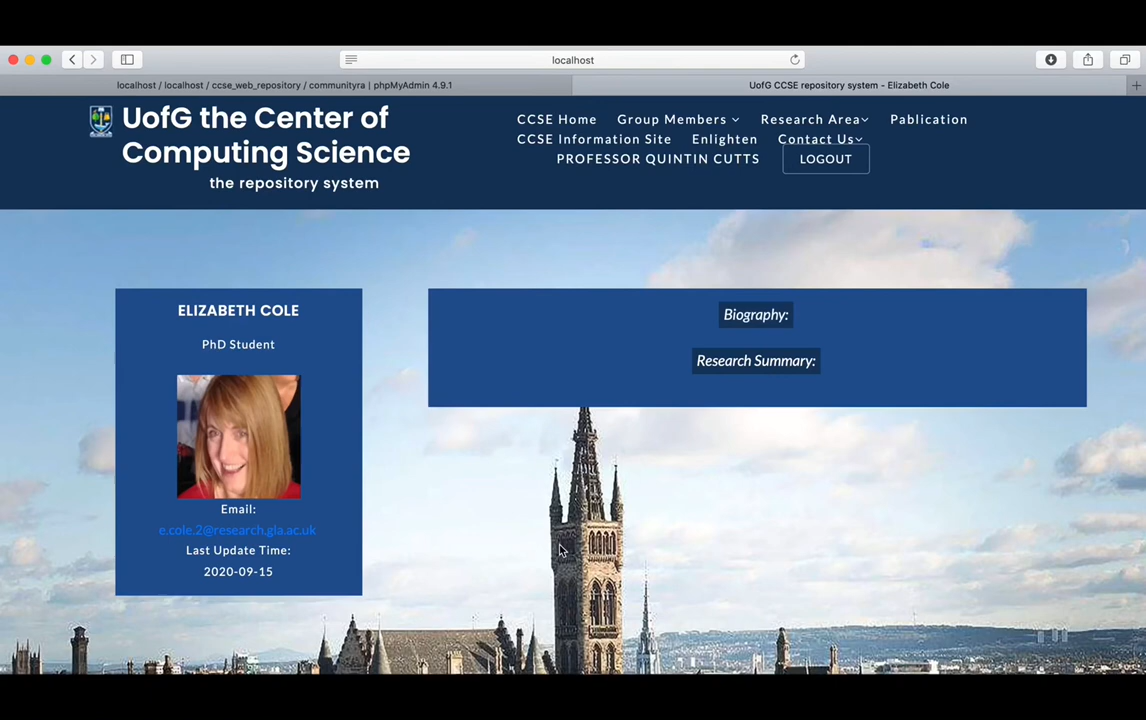 localhost
localhost / localhost / ccse_web_repository / communityra | phpMyAdmin 4.9.1
UofG CCSE repository system - Elizabeth Cole
UofG the Center of
Computing Science
the repository system
CCSE Home Group Members Research Area Pablication
CCSE Information Site Enlighten Contact Us
PROFESSOR QUINTIN CUTTS LOGOUT
ELIZABETH COLE
PhD Student
Email:
e.cole.2@research.gla.ac.uk
Last Update Time:
2020-09-15
Biography:
Research Summary: